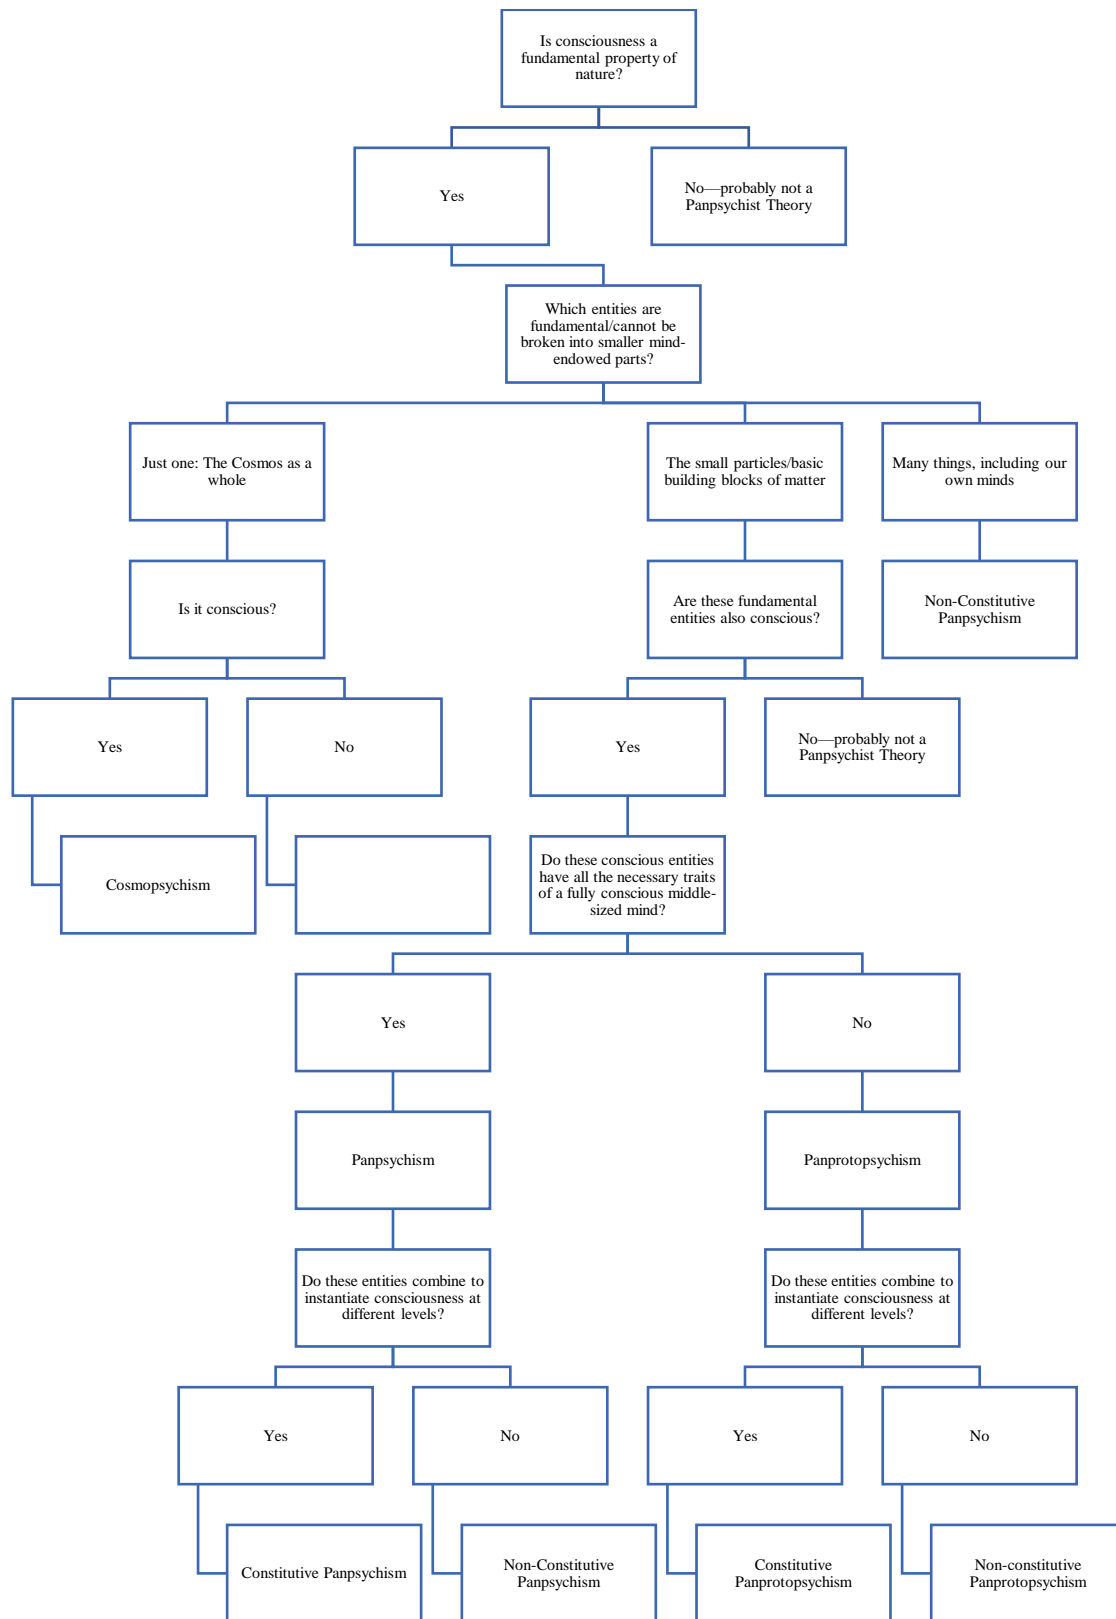 Is consciousness a
fundamental property of
nature?
Yes
No—probably not a
Panpsychist Theory
Which entities are
fundamental/cannot be
broken into smaller mind-
endowed parts?
Just one: The Cosmos as a
whole
The small particles/basic
building blocks of matter
Many things, including our
own minds
Is it conscious?
Are these fundamental
entities also conscious?
Non-Constitutive
Panpsychism
Yes
No
Yes
No—probably not a
Panpsychist Theory
Cosmopsychism
Do these conscious entities
have all the necessary traits
of a fully conscious middle-
sized mind?
Yes
No
Panpsychism
Panprotopsychism
Do these entities combine to
instantiate consciousness at
different levels?
Do these entities combine to
instantiate consciousness at
different levels?
Yes
No
Yes
No
Constitutive Panpsychism
Non-Constitutive
Panpsychism
Constitutive
Panprotopsychism
Non-constitutive
Panprotopsychism